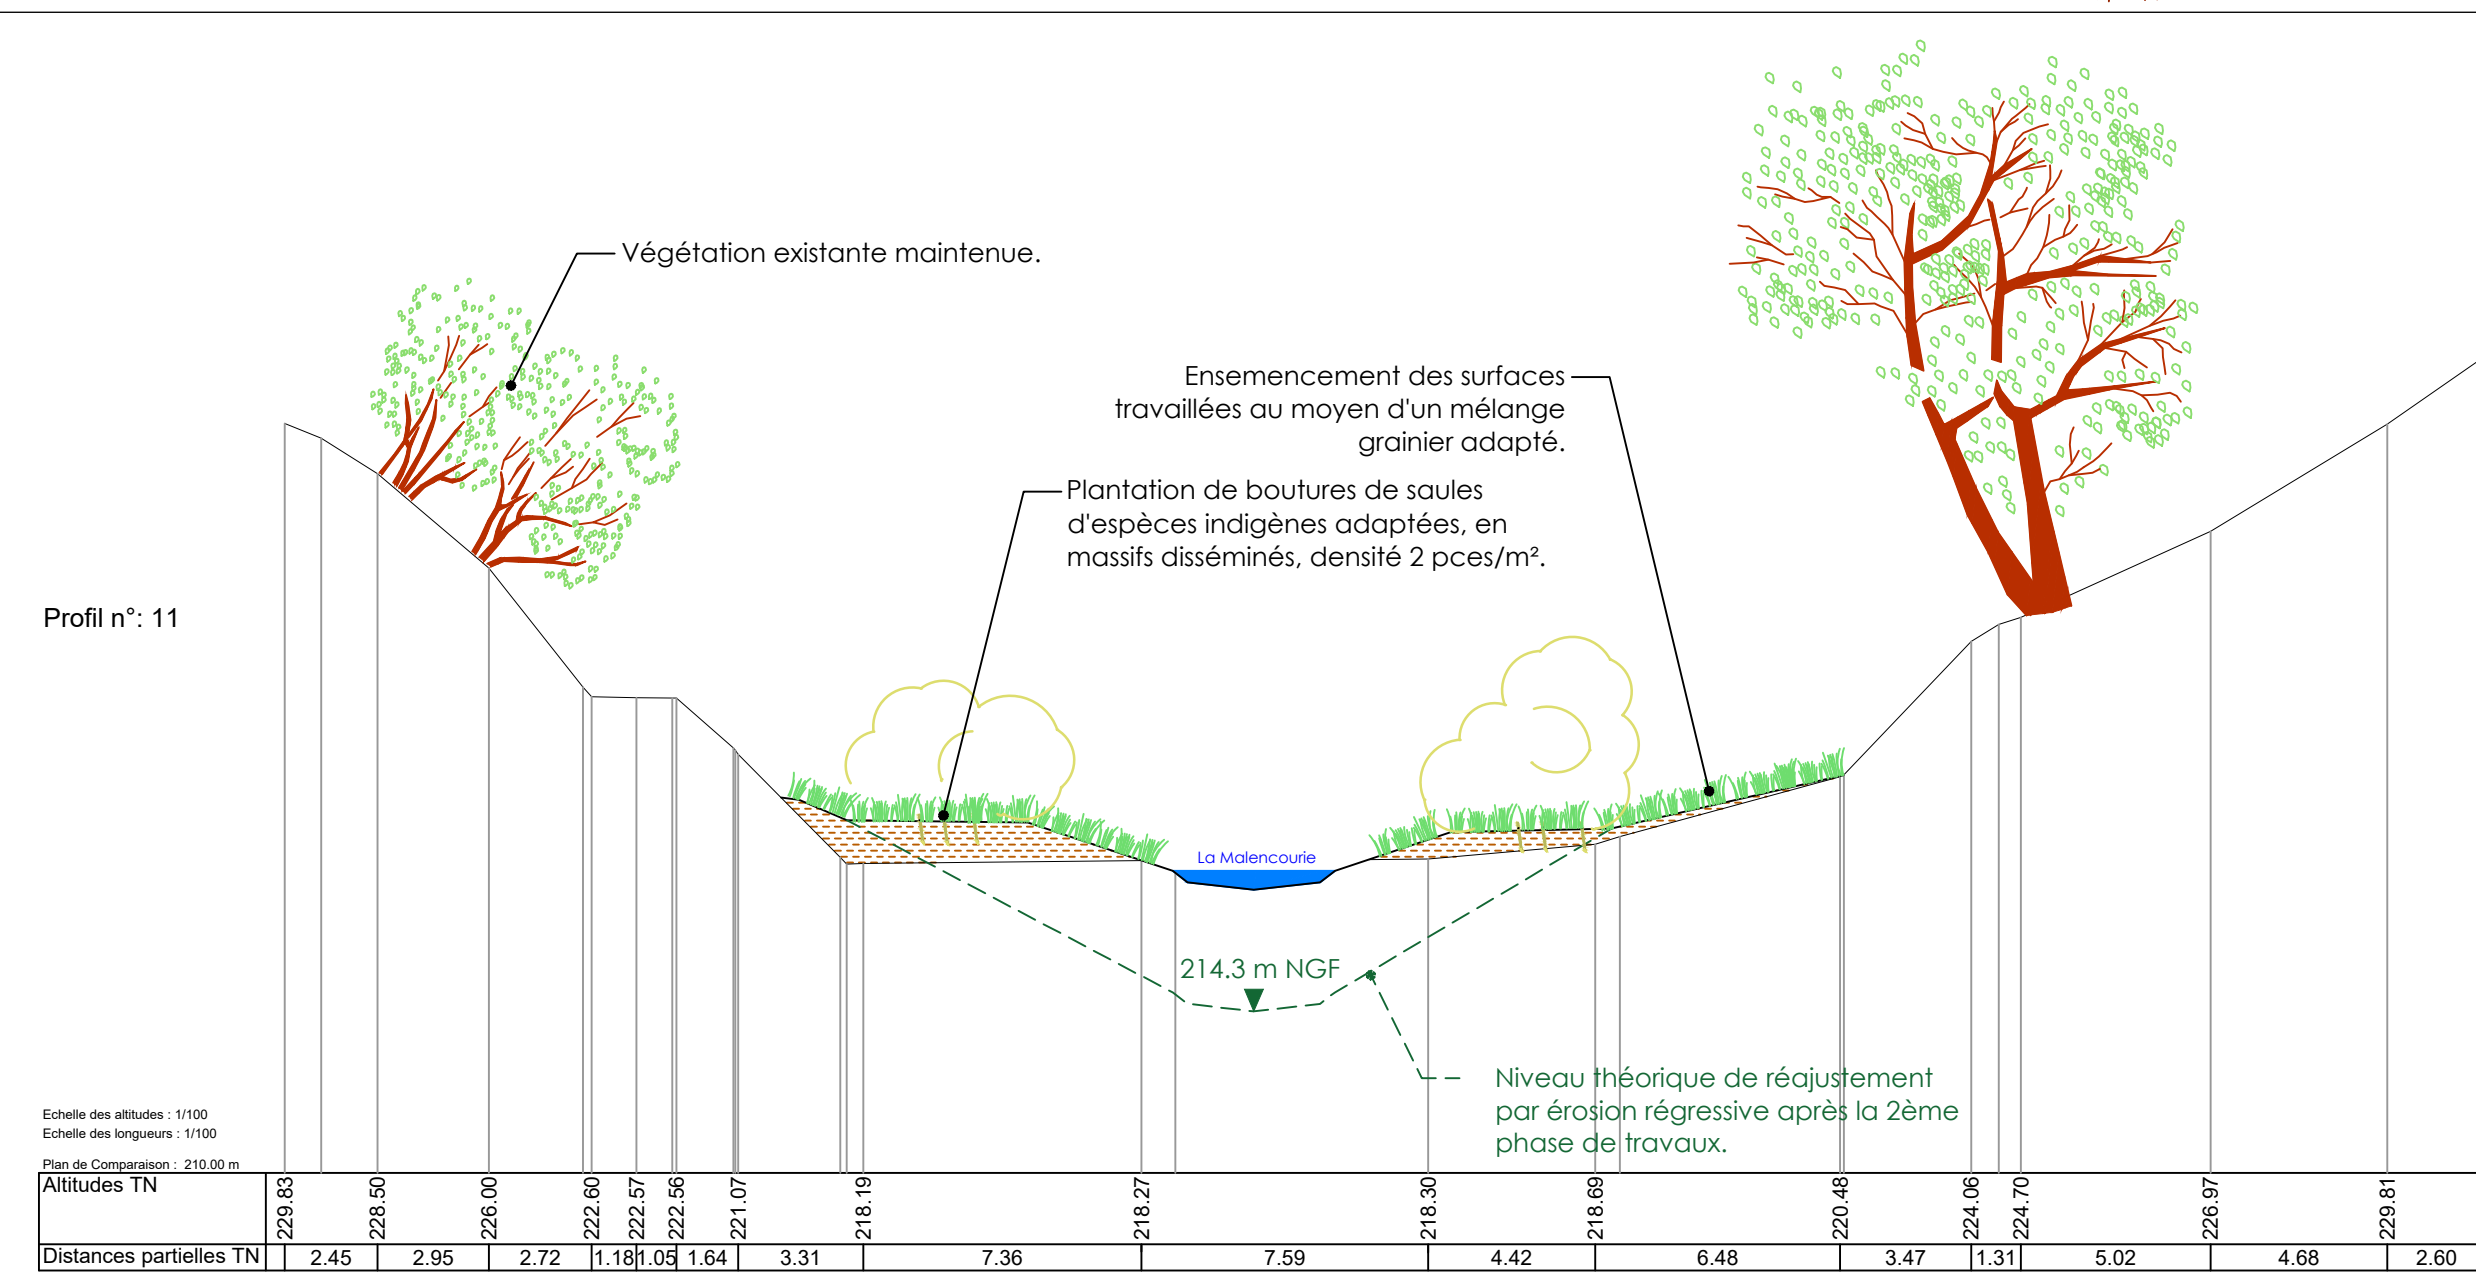 Végétation existante maintenue.
Ensemencement des surfaces
travaillées au moyen d'un mélange
grainier adapté.
Plantation de boutures de saules
d'espèces indigènes adaptées, en
massifs disséminés, densité 2 pces/m².
Profil n°: 11
La Malencourie
214.3 m NGF
Niveau théorique de réajustement
par érosion régressive après la 2ème
phase de travaux.
Echelle des altitudes : 1/100
Echelle des longueurs : 1/100
Plan de Comparaison : 210.00 m
Altitudes TN 229.83 228.50 226.00 222.60 222.57 222.56 221.07 218.19 218.27 218.30 218.69 220.48 224.06 224.70 226.97 229.81
Distances partielles TN 2.45 2.95 2.72 1.18 1.05 1.64 3.31 7.36 7.59 4.42 6.48 3.47 1.31 5.02 4.68 2.60